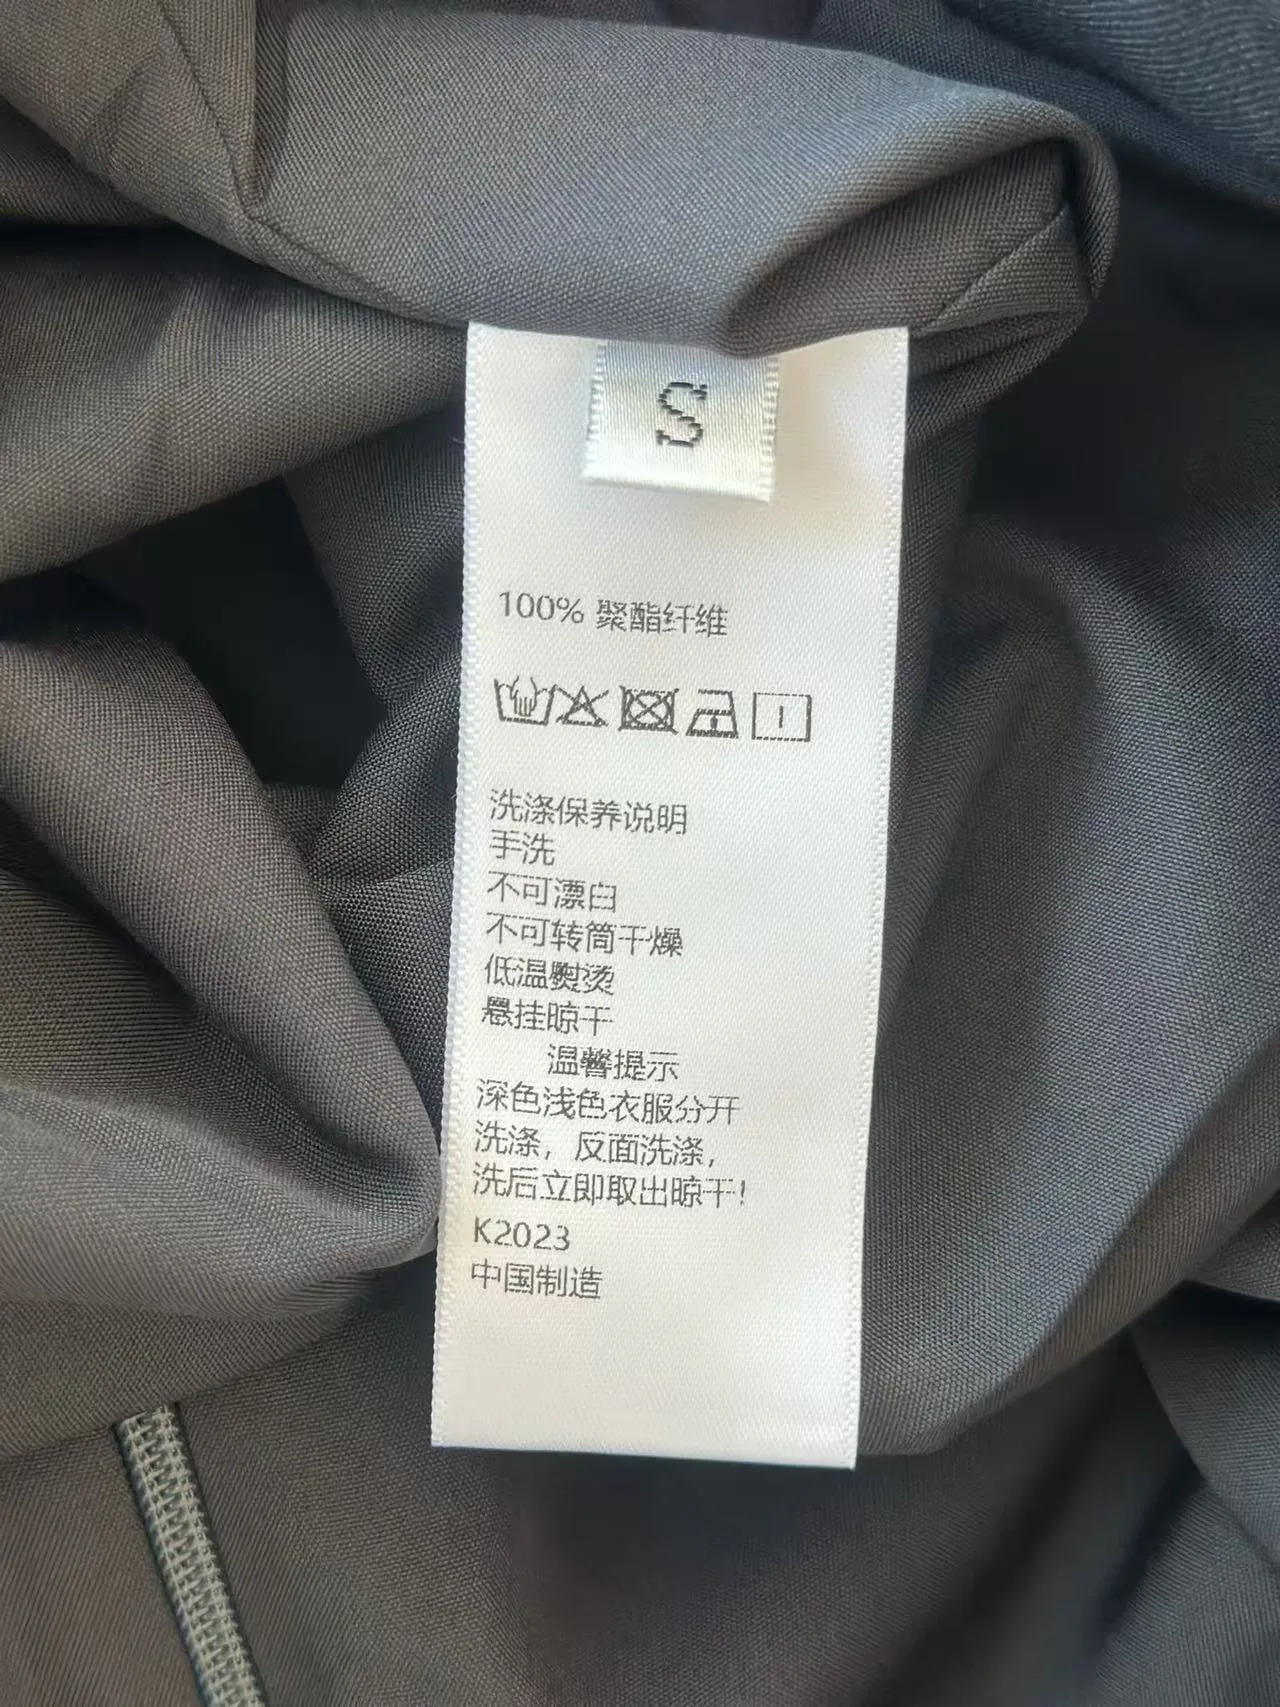 S
100% 聚酯纤维
洗涤保养说明
手洗
不可漂白
不可转筒干燥
低温熨烫
悬挂晾干
温馨提示
深色浅色衣服分开
洗涤，反面洗涤，
洗后立即取出晾干！
K2023
中国制造